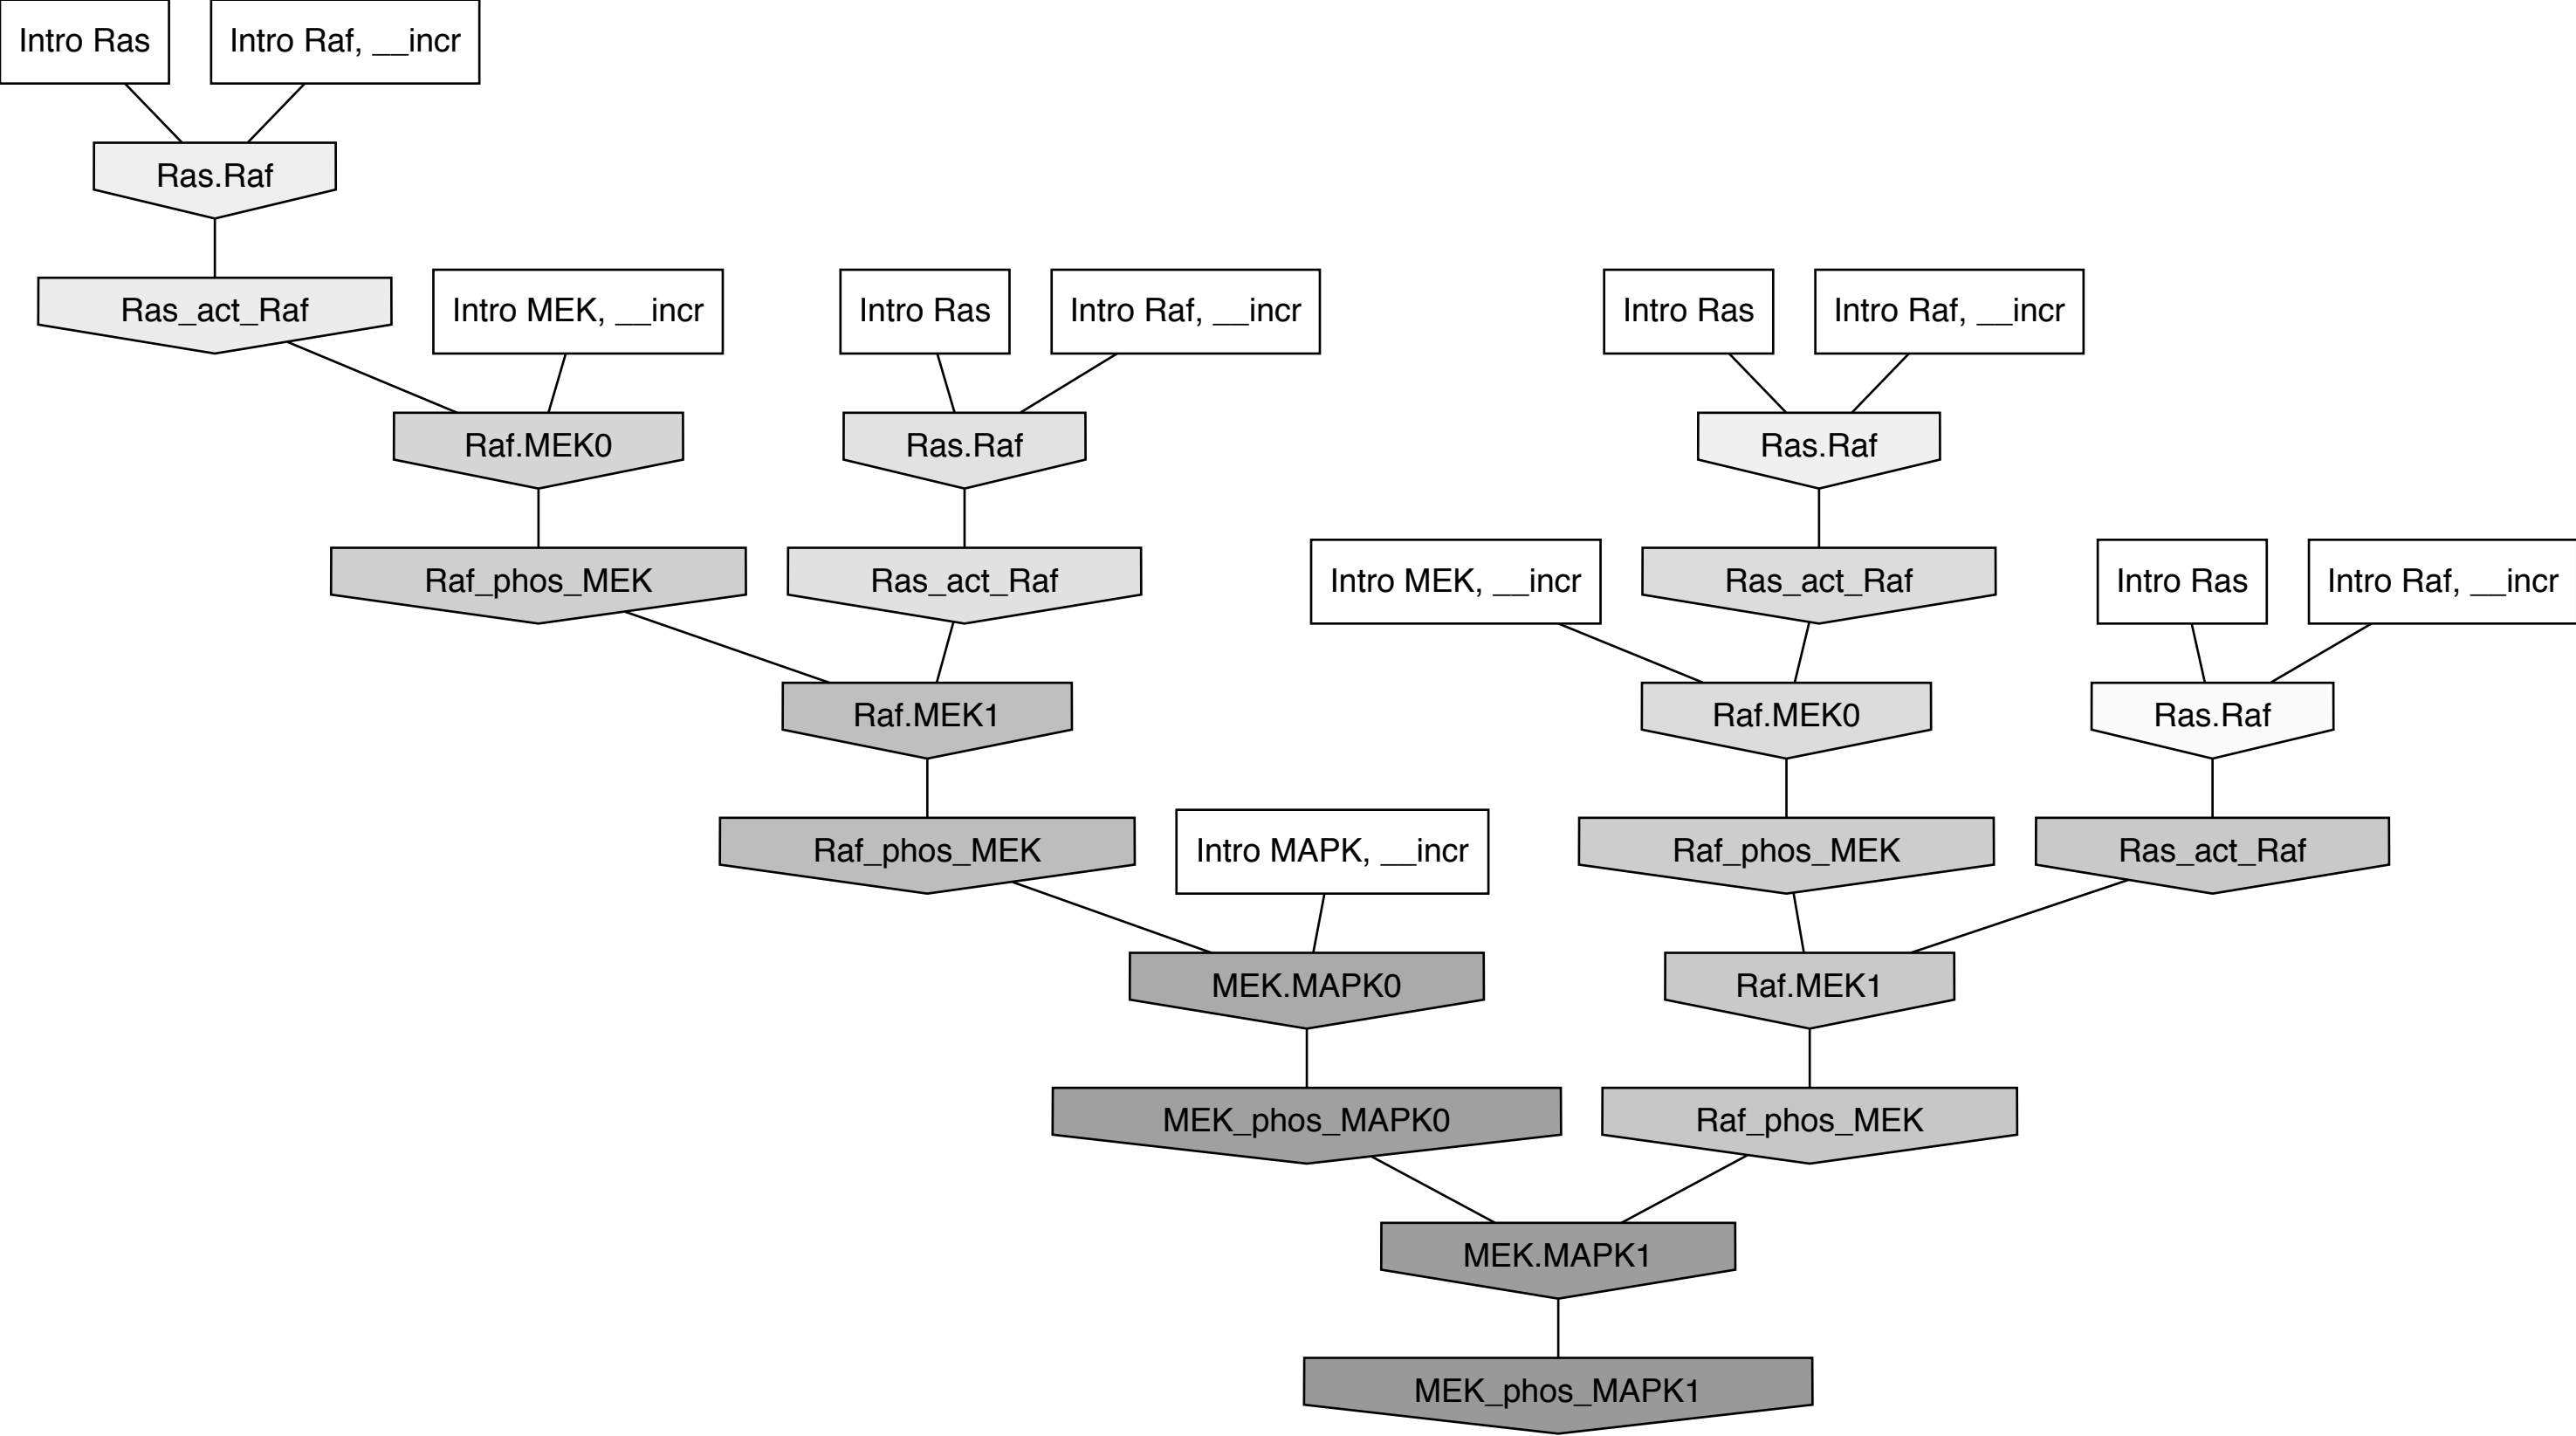 Intro Ras
Intro Raf, __incr
Ras.Raf
Ras_act_Raf
Intro MEK, __incr
Intro Ras
Intro Raf, __incr
Intro Ras
Intro Raf, __incr
Raf.MEK0
Ras.Raf
Ras.Raf
Raf_phos_MEK
Ras_act_Raf
Intro MEK, __incr
Ras_act_Raf
Intro Ras
Intro Raf, __incr
Raf.MEK1
Raf.MEK0
Ras.Raf
Raf_phos_MEK
Intro MAPK, __incr
Raf_phos_MEK
Ras_act_Raf
MEK.MAPK0
Raf.MEK1
MEK_phos_MAPK0
Raf_phos_MEK
MEK.MAPK1
MEK_phos_MAPK1